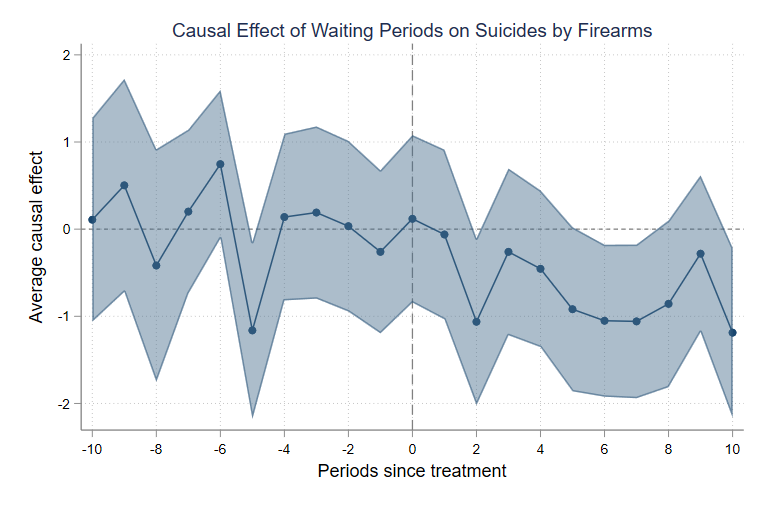 Causal Effect of Waiting Periods on Suicides by Firearms
Average causal effect
2
1
0
-1
-2
-10 -8 -6 -4 -2 0 2 4 6 8 10
Periods since treatment